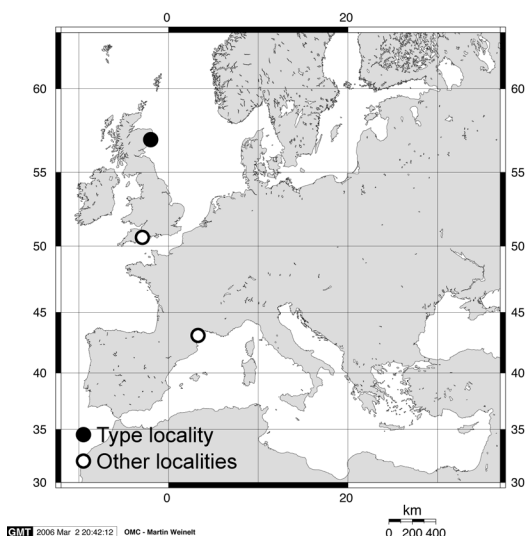 0 20
60 60
55 55
50 50
45 45
40 40
35 35
Type locality
Other localities
30 30
0 20
km
0 200 400
GMT 2006 Mar 2 20:42:12 OMC - Martin Weinelt